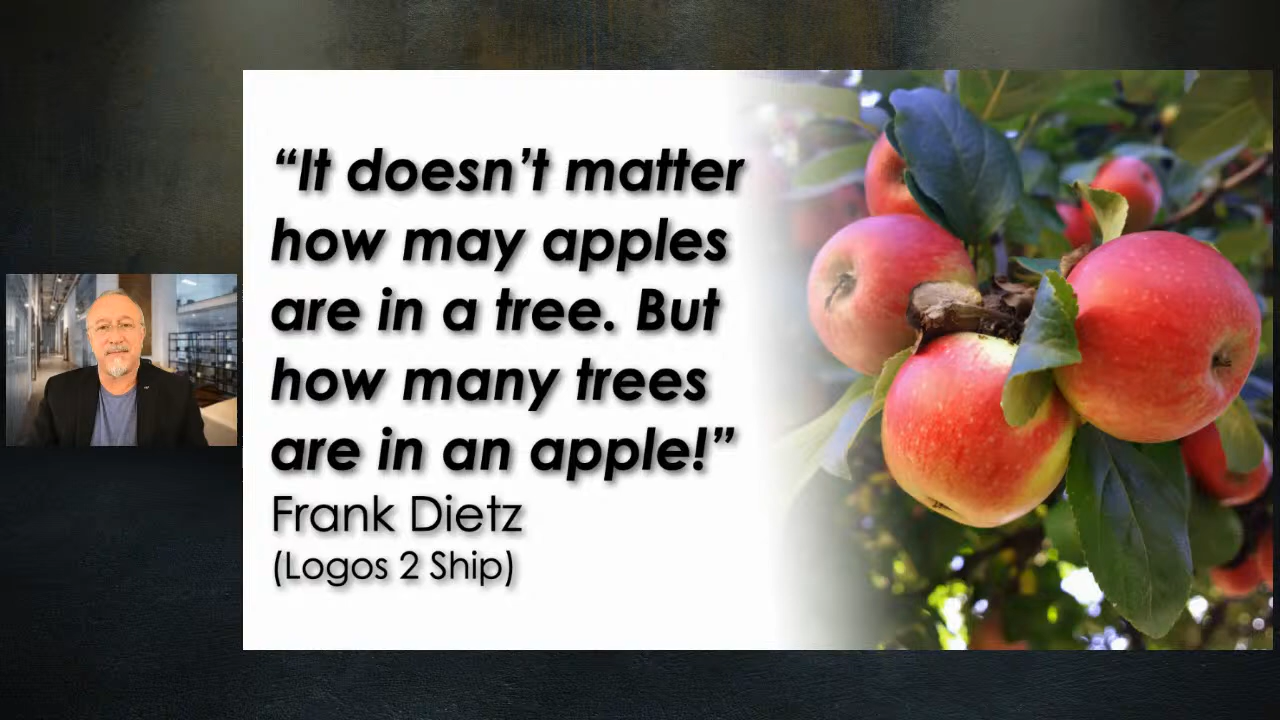 “It doesn’t matter
how may apples
are in a tree. But
how many trees
are in an apple!”
Frank Dietz
(Logos 2 Ship)